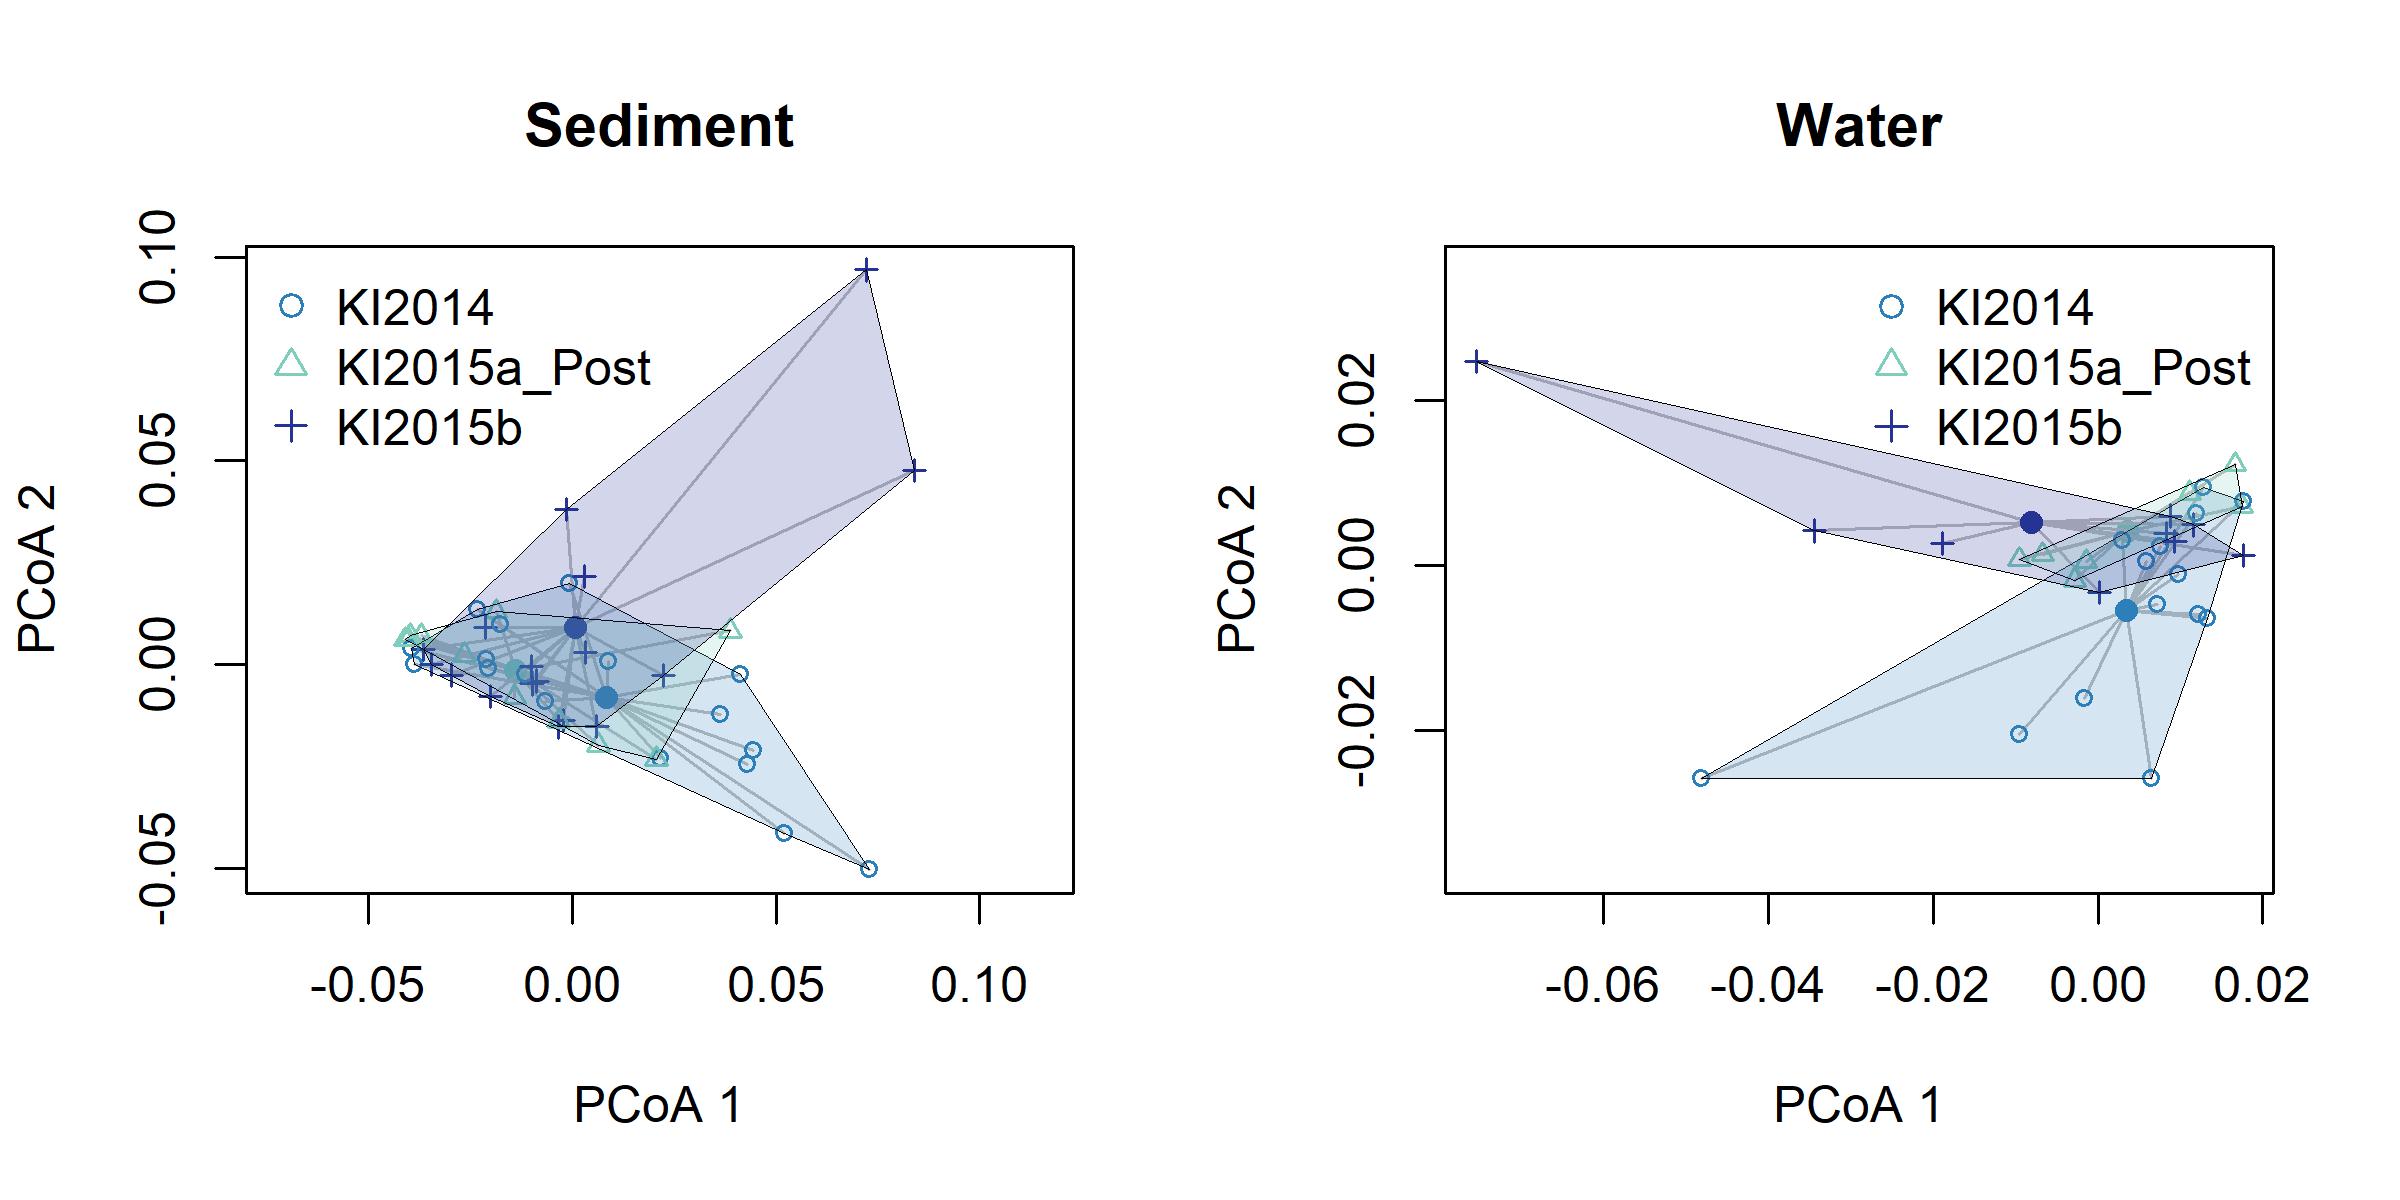 Sediment
PCoA 2
0.10
0.05
0.00
-0.05
KI2014
KI2015a_Post
KI2015b
-0.05 0.00 0.05 0.10
PCoA 1
Water
PCoA 2
0.02
0.00
-0.02
KI2014
KI2015a_Post
KI2015b
-0.06 -0.04 -0.02 0.00 0.02
PCoA 1